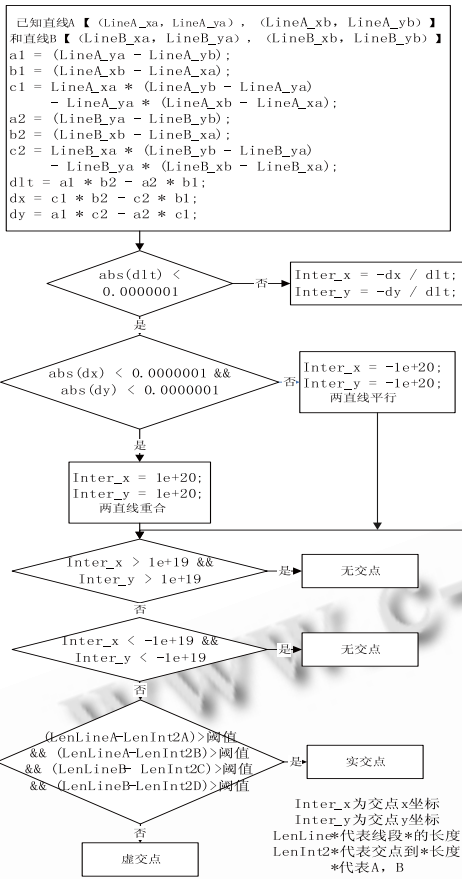 已知直线A【(LineA_xa, LineA_ya), (LineA_xb, LineA_yb)】
和直线B【(LineB_xa, LineB_ya), (LineB_xb, LineB_yb)】
a1 = (LineA_ya - LineA_yb);
b1 = (LineA_xb - LineA_xa);
c1 = LineA_xa * (LineA_yb - LineA_ya)
- LineA_ya * (LineA_xb - LineA_xa);
a2 = (LineB_ya - LineB_yb);
b2 = (LineB_xb - LineB_xa);
c2 = LineB_xa * (LineB_yb - LineB_ya)
- LineB_ya * (LineB_xb - LineB_xa);
dlt = a1 * b2 - a2 * b1;
dx = c1 * b2 - c2 * b1;
dy = a1 * c2 - a2 * c1;
abs(dlt) <
0.0000001
否
Inter_x = -dx / dlt;
Inter_y = -dy / dlt;
是
abs(dx) < 0.0000001 &&
abs(dy) < 0.0000001
否
Inter_x = -1e+20;
Inter_y = -1e+20;
两直线平行
是
Inter_x = 1e+20;
Inter_y = 1e+20;
两直线重合
Inter_x > 1e+19 &&
Inter_y > 1e+19
是
无交点
否
Inter_x < -1e+19 &&
Inter_y < -1e+19
是
无交点
否
(LenLineA-LenInt2A)>阈值
&& (LenLineA-LenInt2B)>阈值
&& (LenLineB- LenInt2C)>阈值
&& (LenLineB-LenInt2D)>阈值
是
实交点
否
虚交点
Inter_x为交点x坐标
Inter_y为交点y坐标
LenLine*代表线段*的长度
LenInt2*代表交点到*长度
*代表A, B